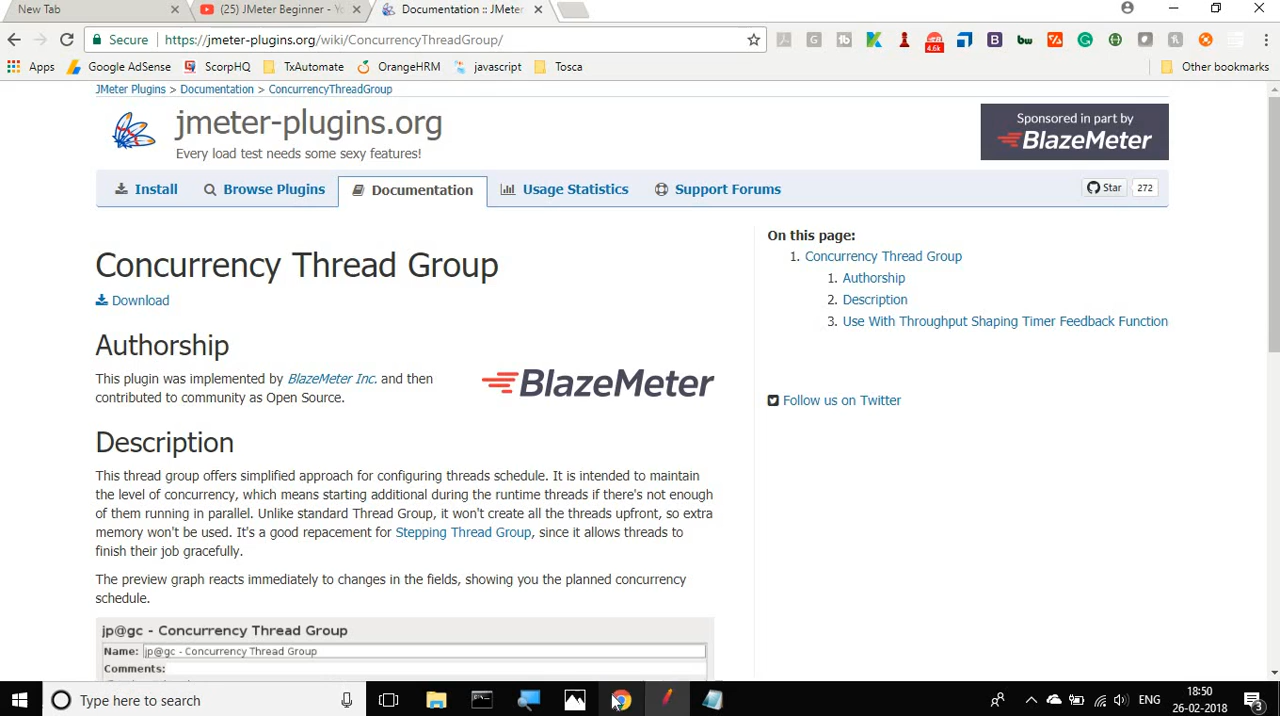 New Tab
(25) JMeter Beginner - Yo
Documentation :: JMeter
Secure
https://jmeter-plugins.org/wiki/ConcurrencyThreadGroup/
4.6k
Apps
Google AdSense
ScorpHQ
TxAutomate
OrangeHRM
javascript
Tosca
Other bookmarks
JMeter Plugins > Documentation > ConcurrencyThreadGroup
jmeter-plugins.org
Every load test needs some sexy features!
Sponsored in part by
BlazeMeter
Install
Browse Plugins
Documentation
Usage Statistics
Support Forums
Star
272
Concurrency Thread Group
Download
Authorship
This plugin was implemented by BlazeMeter Inc. and then
contributed to community as Open Source.
BlazeMeter
Description
This thread group offers simplified approach for configuring threads schedule. It is intended to maintain
the level of concurrency, which means starting additional during the runtime threads if there's not enough
of them running in parallel. Unlike standard Thread Group, it won't create all the threads upfront, so extra
memory won't be used. It's a good repacement for Stepping Thread Group, since it allows threads to
finish their job gracefully.
The preview graph reacts immediately to changes in the fields, showing you the planned concurrency
schedule.
jp@gc - Concurrency Thread Group
Name: jp@gc - Concurrency Thread Group
Comments:
On this page:
1. Concurrency Thread Group
1. Authorship
2. Description
3. Use With Throughput Shaping Timer Feedback Function
Follow us on Twitter
Type here to search
ENG
18:50
26-02-2018
3